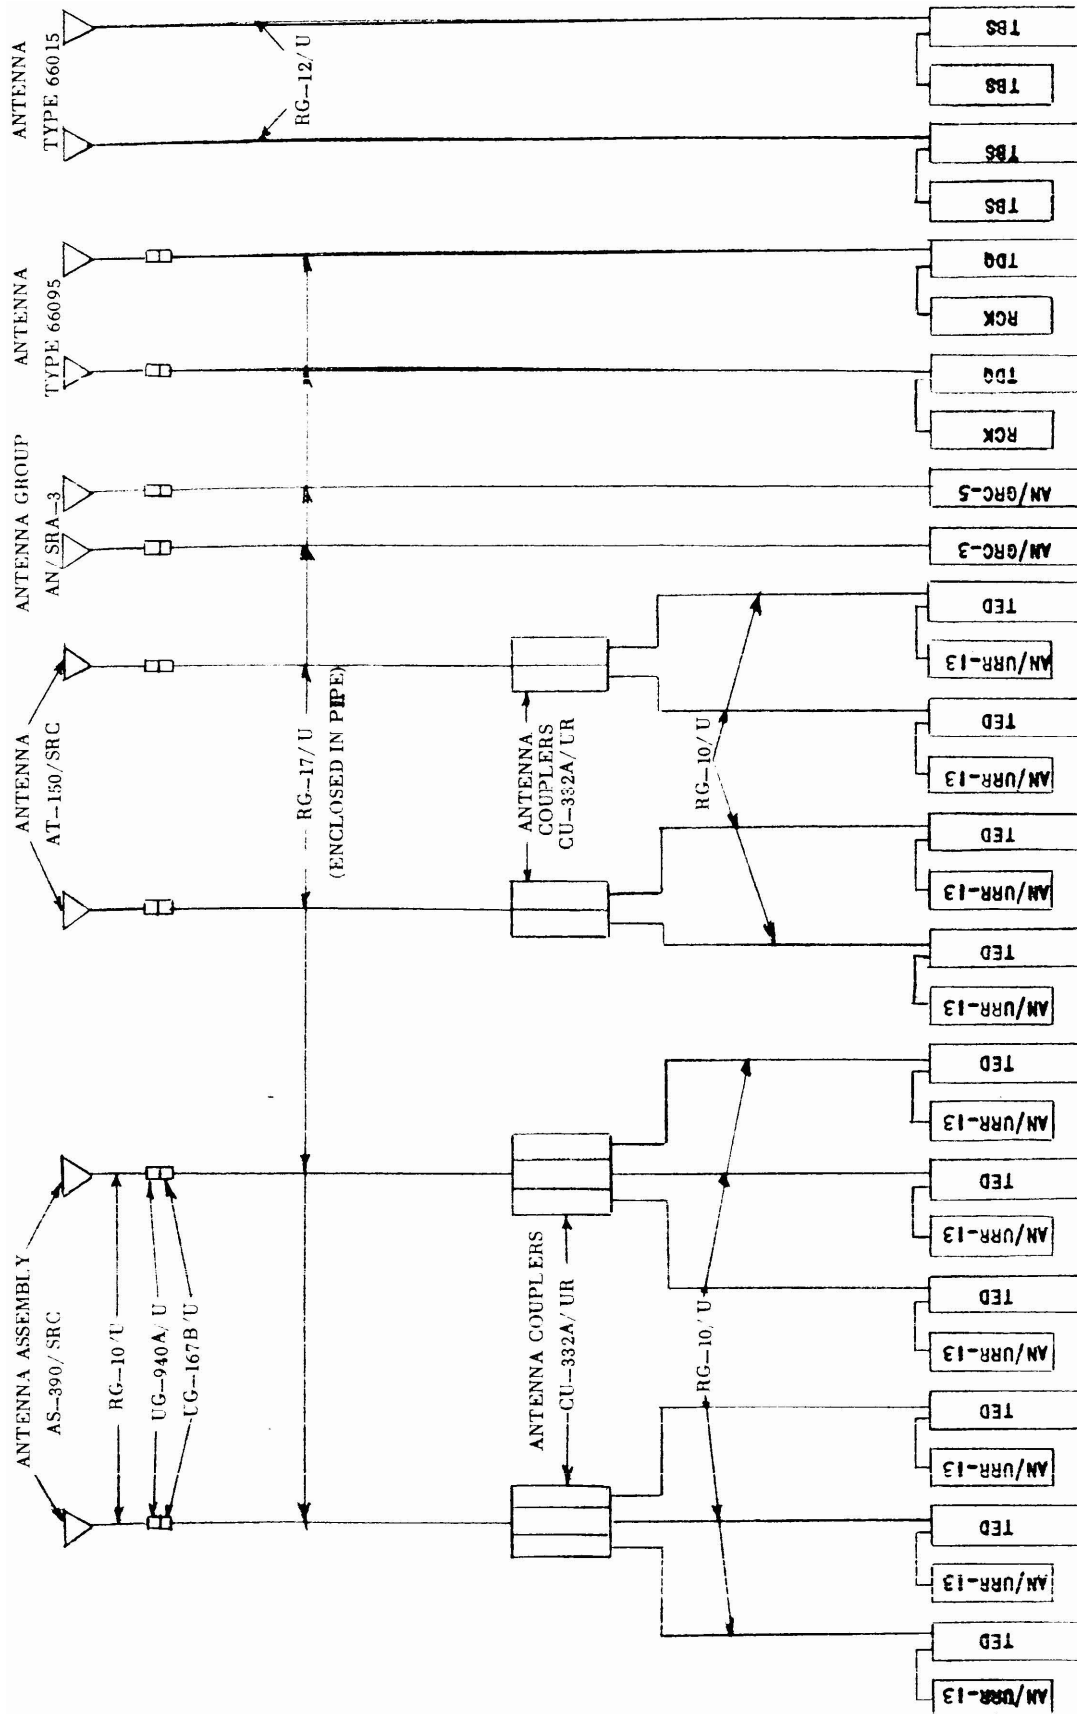 ANTENNA
TYPE 66015
RG-12/U
ANTENNA
TYPE 66095
ANTENNA GROUP
AN/SRA-3
ANTENNA
AT-150/SRC
RG-17/U
(ENCLOSED IN PIPE)
ANTENNA
COUPLERS
CU-332A/UR
RG-10/U
ANTENNA ASSEMBLY
AS-390/SRC
RG-10/U
UG-940A/U
UG-167B/U
ANTENNA COUPLERS
CU-332A/UR
RG-10/U
TBS
TBS
TBS
TBS
TDQ
RCK
TDQ
RCK
AN/GRC-5
AN/GRC-3
TED
AN/URR-13
TED
AN/URR-13
TED
AN/URR-13
TED
AN/URR-13
TED
AN/URR-13
TED
AN/URR-13
TED
AN/URR-13
TED
AN/URR-13
TED
AN/URR-13
TED
AN/URR-13